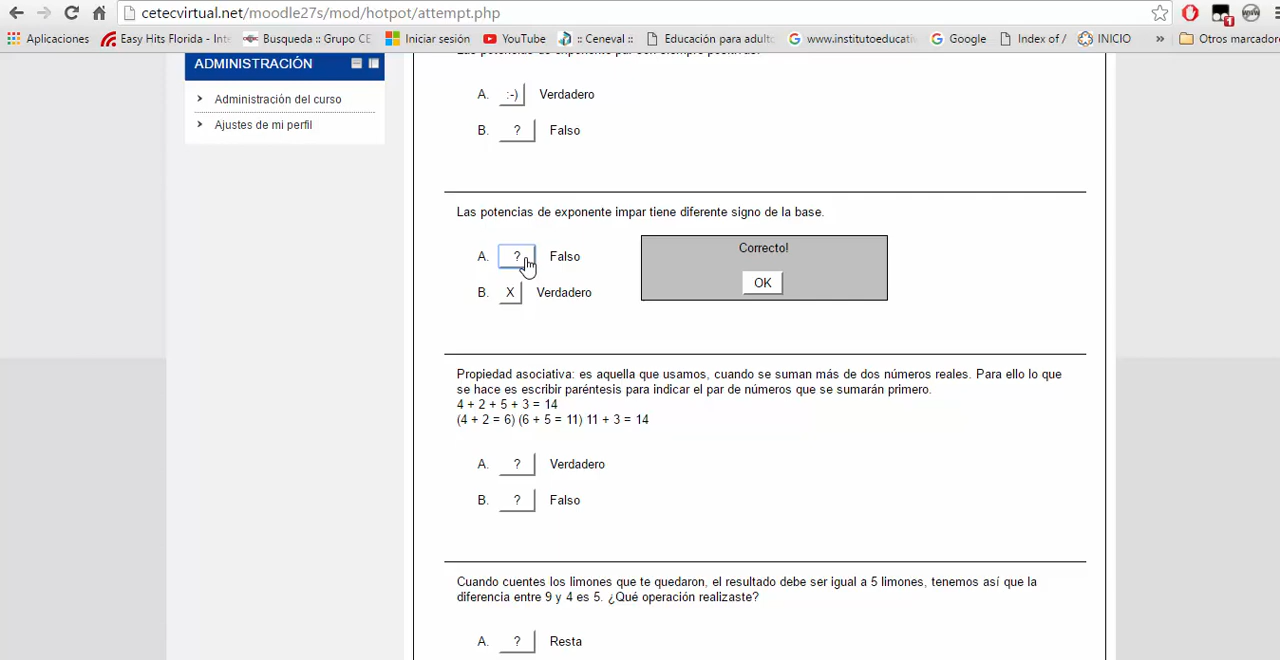 cetecvirtual.net/moodle27s/mod/hotpot/attempt.php
Aplicaciones Easy Hits Florida - Inte Busqueda :: Grupo CE Iniciar sesión YouTube :: Ceneval :: Educación para adulto www.institutoeducati Google Index of / INICIO » Otros marcador
ADMINISTRACIÓN
Administración del curso
Ajustes de mi perfil
A. :-) Verdadero
B. ? Falso
Las potencias de exponente impar tiene diferente signo de la base.
A. ? Falso
B. X Verdadero
Correcto!
OK
Propiedad asociativa: es aquella que usamos, cuando se suman más de dos números reales. Para ello lo que
se hace es escribir paréntesis para indicar el par de números que se sumarán primero.
4 + 2 + 5 + 3 = 14
(4 + 2 = 6) (6 + 5 = 11) 11 + 3 = 14
A. ? Verdadero
B. ? Falso
Cuando cuentes los limones que te quedaron, el resultado debe ser igual a 5 limones, tenemos así que la
diferencia entre 9 y 4 es 5. ¿Qué operación realizaste?
A. ? Resta